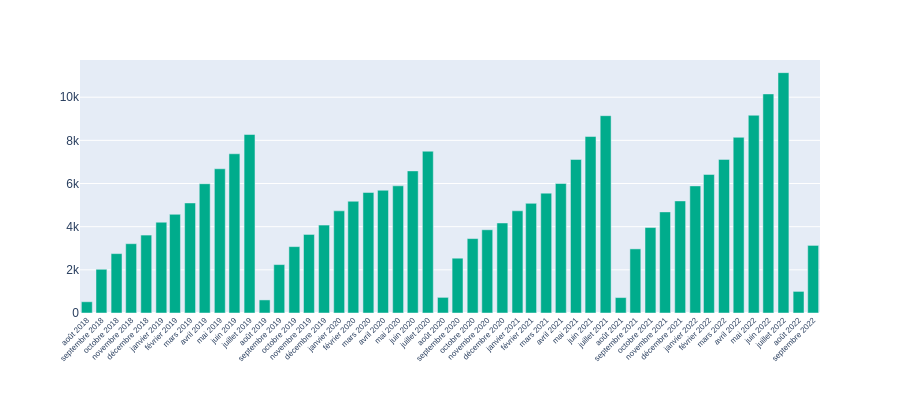 10k
8k
6k
4k
2k
0
août 2018
septembre 2018
octobre 2018
novembre 2018
décembre 2018
janvier 2019
février 2019
mars 2019
avril 2019
mai 2019
juin 2019
juillet 2019
août 2019
septembre 2019
octobre 2019
novembre 2019
décembre 2019
janvier 2020
février 2020
mars 2020
avril 2020
mai 2020
juin 2020
juillet 2020
août 2020
septembre 2020
octobre 2020
novembre 2020
décembre 2020
janvier 2021
février 2021
mars 2021
avril 2021
mai 2021
juin 2021
juillet 2021
août 2021
septembre 2021
octobre 2021
novembre 2021
décembre 2021
janvier 2022
février 2022
mars 2022
avril 2022
mai 2022
juin 2022
juillet 2022
août 2022
septembre 2022